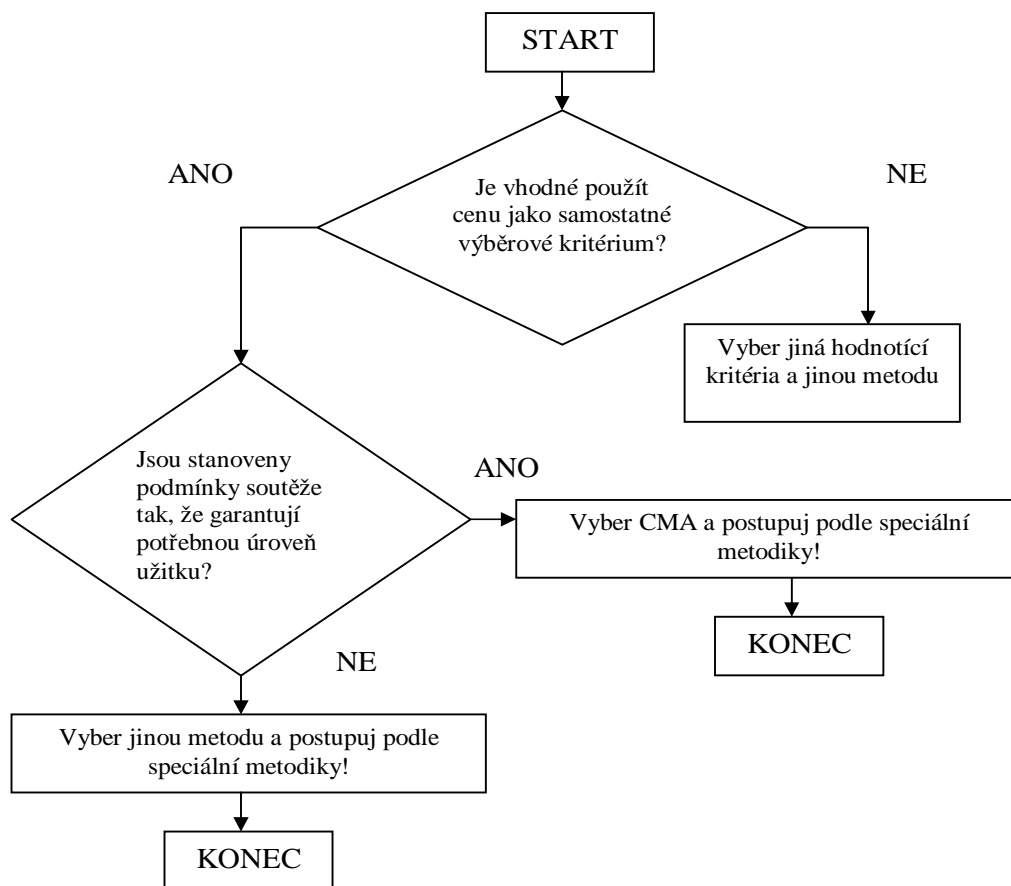 START
ANO
NE
Je vhodné použít
cenu jako samostatné
výběrové kritérium?
Vyber jiná hodnotící
kritéria a jinou metodu
Jsou stanoveny
podmínky soutěže
tak, že garantují
potřebnou úroveň
užitku?
ANO
Vyber CMA a postupuj podle speciální
metodiky!
KONEC
NE
Vyber jinou metodu a postupuj podle
speciální metodiky!
KONEC